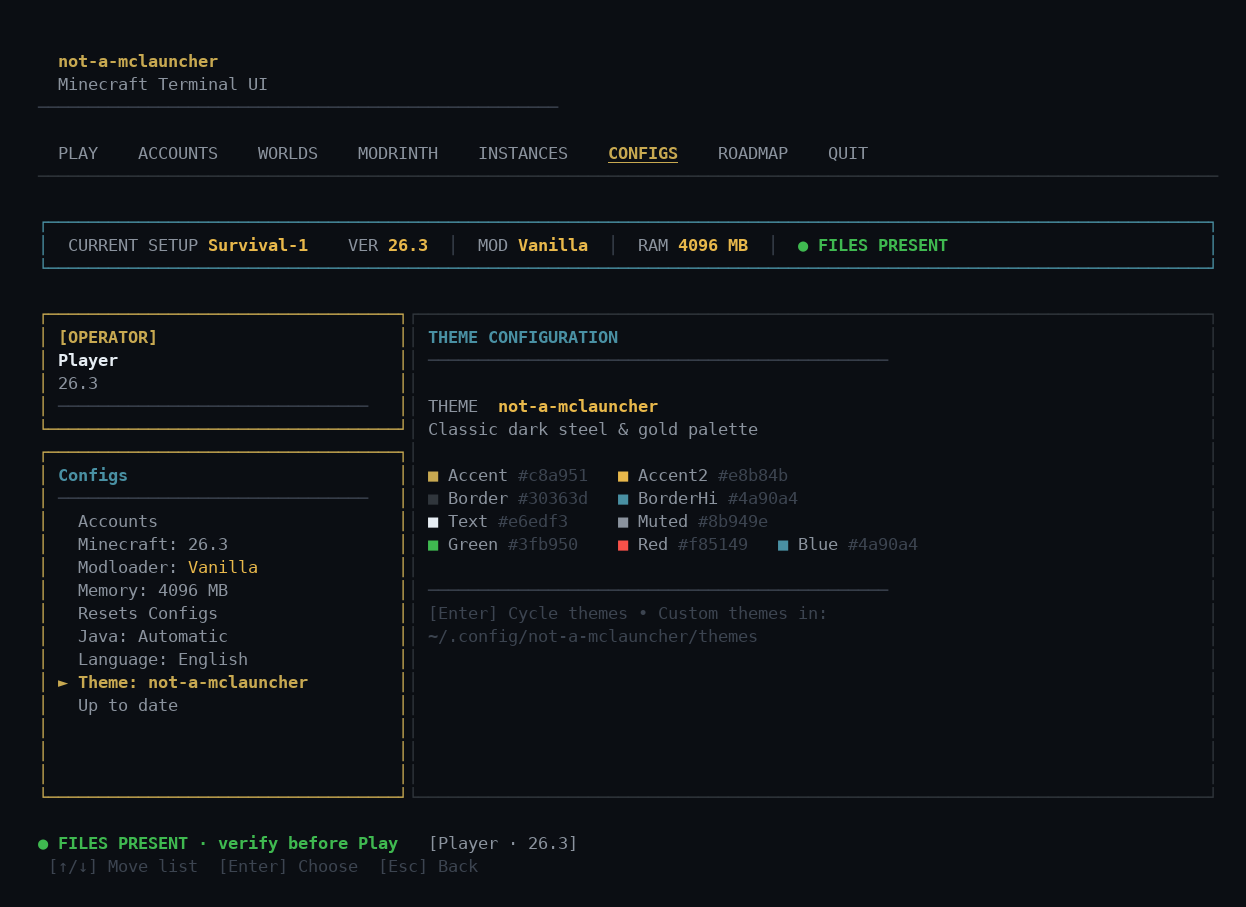 not-a-mclauncher
Minecraft Terminal UI
PLAY ACCOUNTS WORLDS MODRINTH INSTANCES CONFIGS ROADMAP QUIT
CURRENT SETUP Survival-1 VER 26.3 │ MOD Vanilla │ RAM 4096 MB │ ● FILES PRESENT
[OPERATOR]
Player
26.3
Configs
Accounts
Minecraft: 26.3
Modloader: Vanilla
Memory: 4096 MB
Resets Configs
Java: Automatic
Language: English
► Theme: not-a-mclauncher
Up to date
THEME CONFIGURATION
THEME not-a-mclauncher
Classic dark steel & gold palette
■ Accent #c8a951 ■ Accent2 #e8b84b
■ Border #30363d ■ BorderHi #4a90a4
■ Text #e6edf3 ■ Muted #8b949e
■ Green #3fb950 ■ Red #f85149 ■ Blue #4a90a4
[Enter] Cycle themes • Custom themes in:
~/.config/not-a-mclauncher/themes
● FILES PRESENT · verify before Play [Player · 26.3]
[↑/↓] Move list [Enter] Choose [Esc] Back